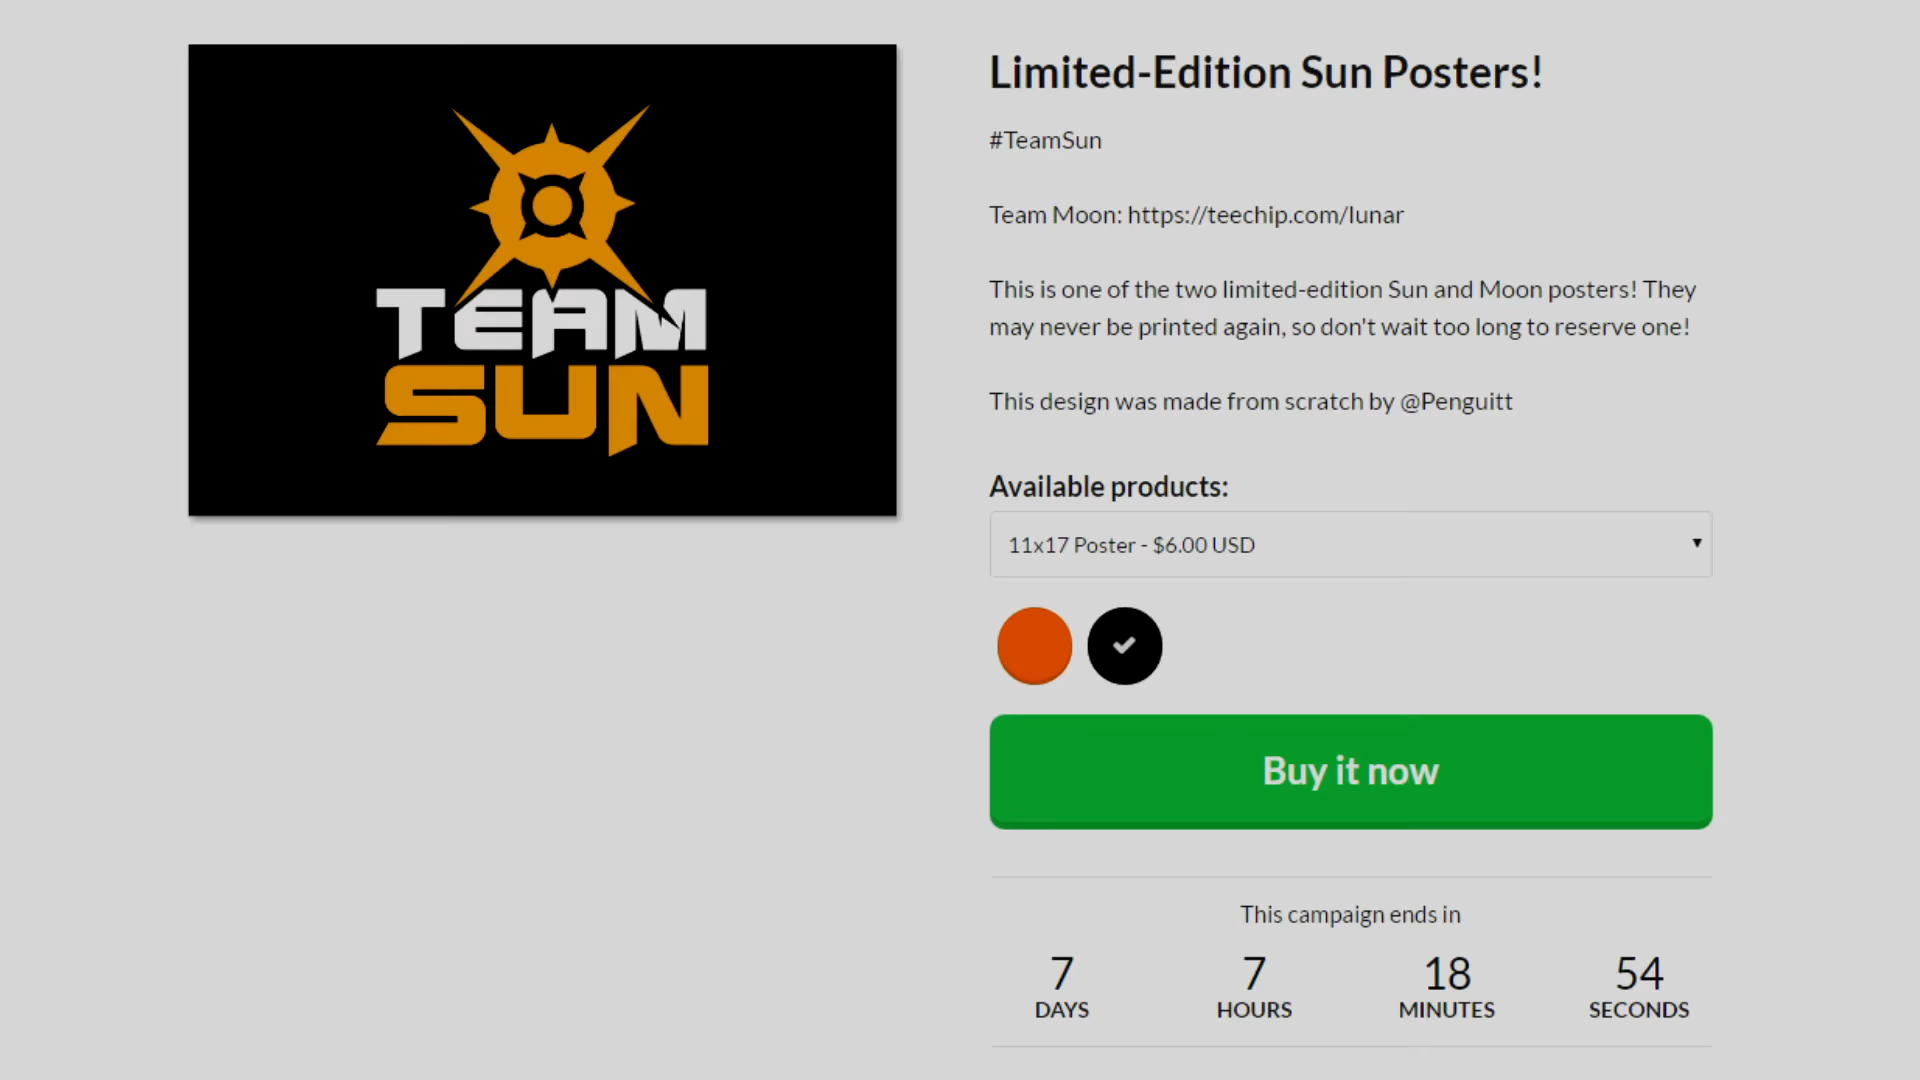 TEAM
SUN
Limited-Edition Sun Posters!
#TeamSun
Team Moon: https://teechip.com/lunar
This is one of the two limited-edition Sun and Moon posters! They
may never be printed again, so don't wait too long to reserve one!
This design was made from scratch by @Penguitt
Available products:
11x17 Poster - $6.00 USD
Buy it now
This campaign ends in
7 7 18 54
DAYS HOURS MINUTES SECONDS